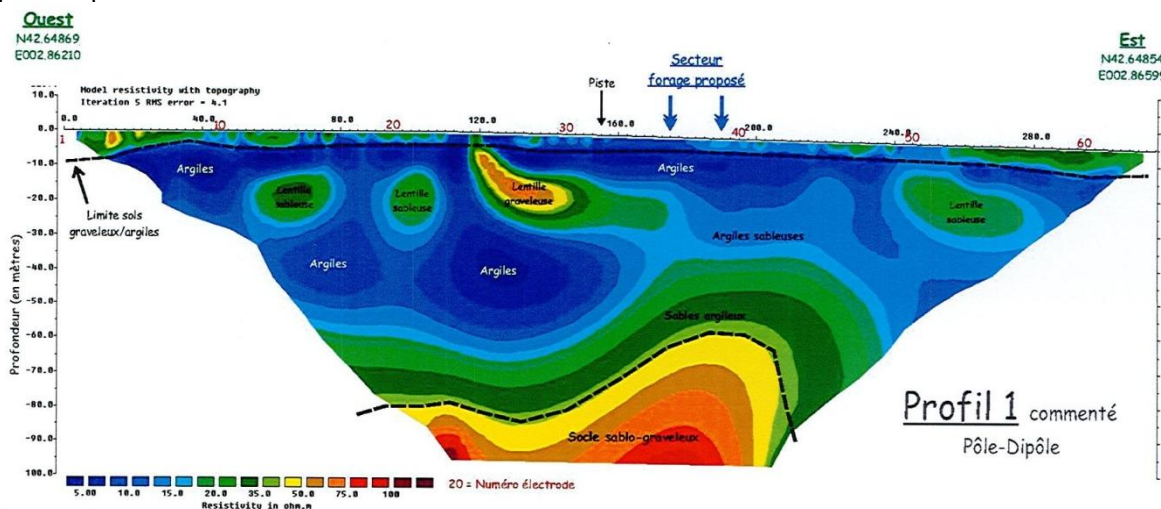 Ouest
N42.64869
E002.86210
Est
N42.64854
E002.86599
Secteur
forage proposé
Piste
Model resistivity with topography
Iteration 5 RMS error = 4.1
10.0
0.0
-10.0
-20.0
-30.0
-40.0
-50.0
-60.0
-70.0
-80.0
-90.0
100.0
Profondeur (en mètres)
0.0 40.0 80.0 120.0 160.0 200.0 240.0 280.0
1 10 20 30 40 50 60
Argiles
Argiles
Lentille
sableuse
Lentille
sableuse
Lentille
graveleuse
Lentille
sableuse
Limite sols
graveleux/argiles
Argiles sableuses
Argiles
Argiles
Sables argileux
Socle sablo-graveleux
Profil 1 commenté
Pôle-Dipôle
5.00 10.0 15.0 20.0 35.0 50.0 75.0 100
Resistivity in ohm.m
20 = Numéro électrode